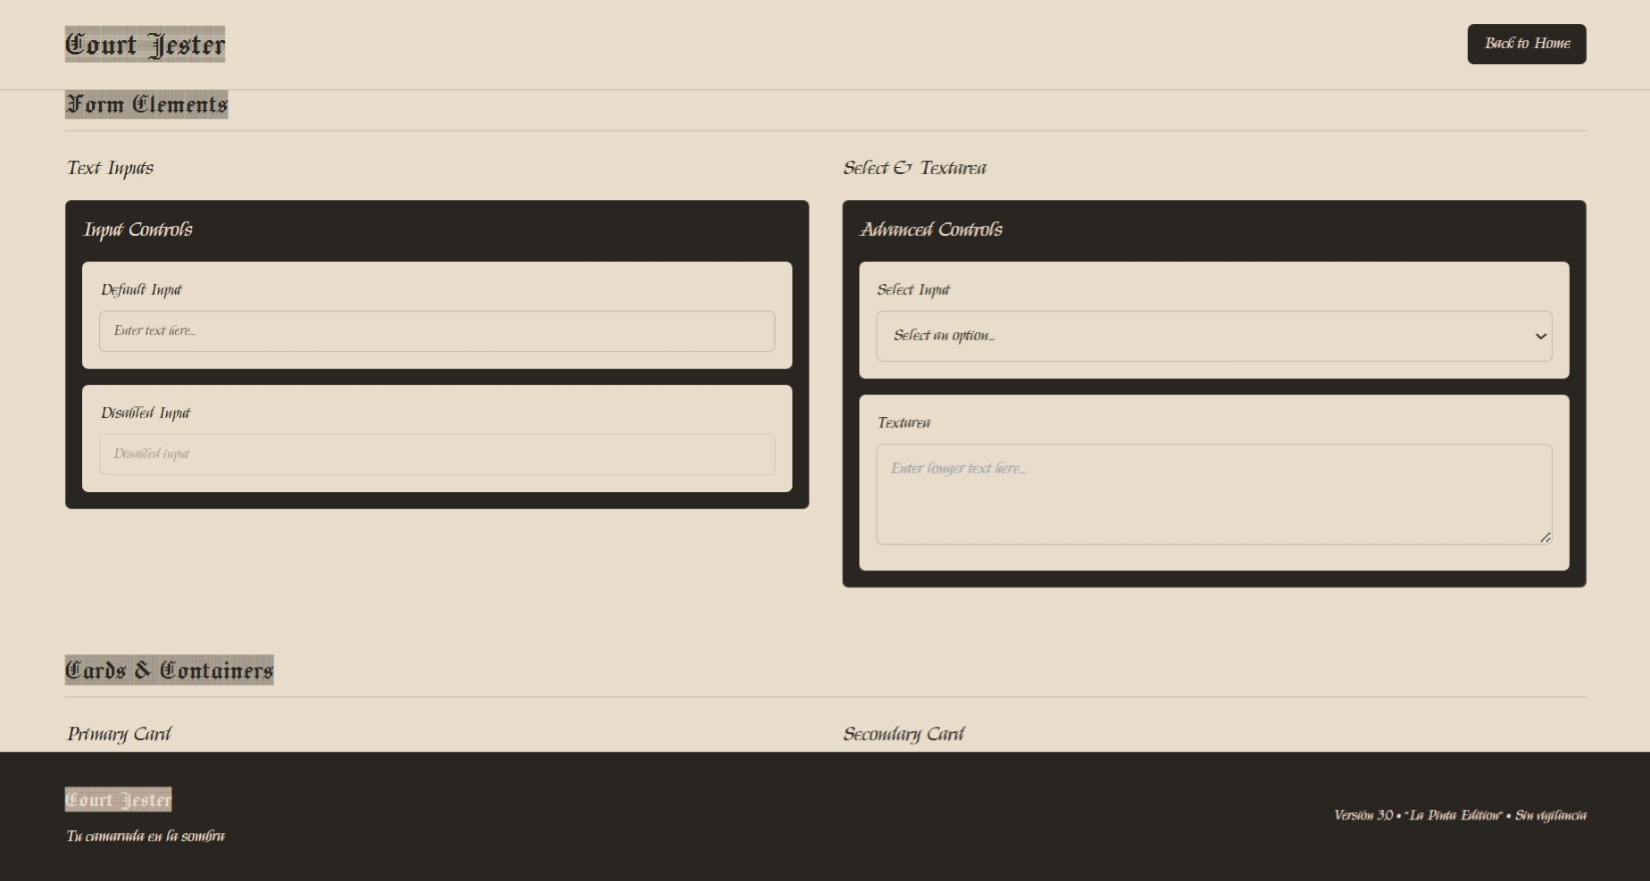 Court Jester
Back to Home
Form Elements
Text Inputs
Input Controls
Default Input
Enter text here...
Disabled Input
Disabled input
Select & Textarea
Advanced Controls
Select Input
Select an option...
Textarea
Enter longer text here...
Cards & Containers
Primary Card
Secondary Card
Court Jester
Tu camarada en la sombra
Versión 3.0 • "La Pinta Edition" • Sin vigilancia